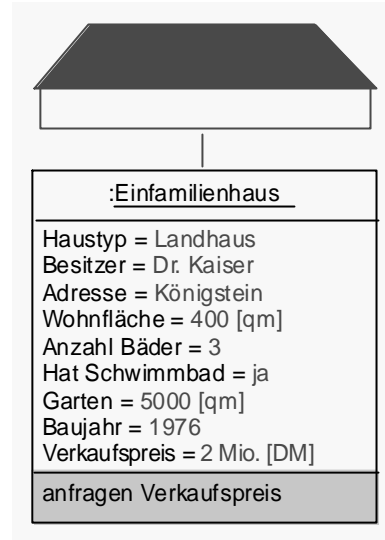 :Einfamilienhaus
Haustyp = Landhaus
Besitzer = Dr. Kaiser
Adresse = Königstein
Wohnfläche = 400 [qm]
Anzahl Bäder = 3
Hat Schwimmbad = ja
Garten = 5000 [qm]
Baujahr = 1976
Verkaufspreis = 2 Mio. [DM]
anfragen Verkaufspreis